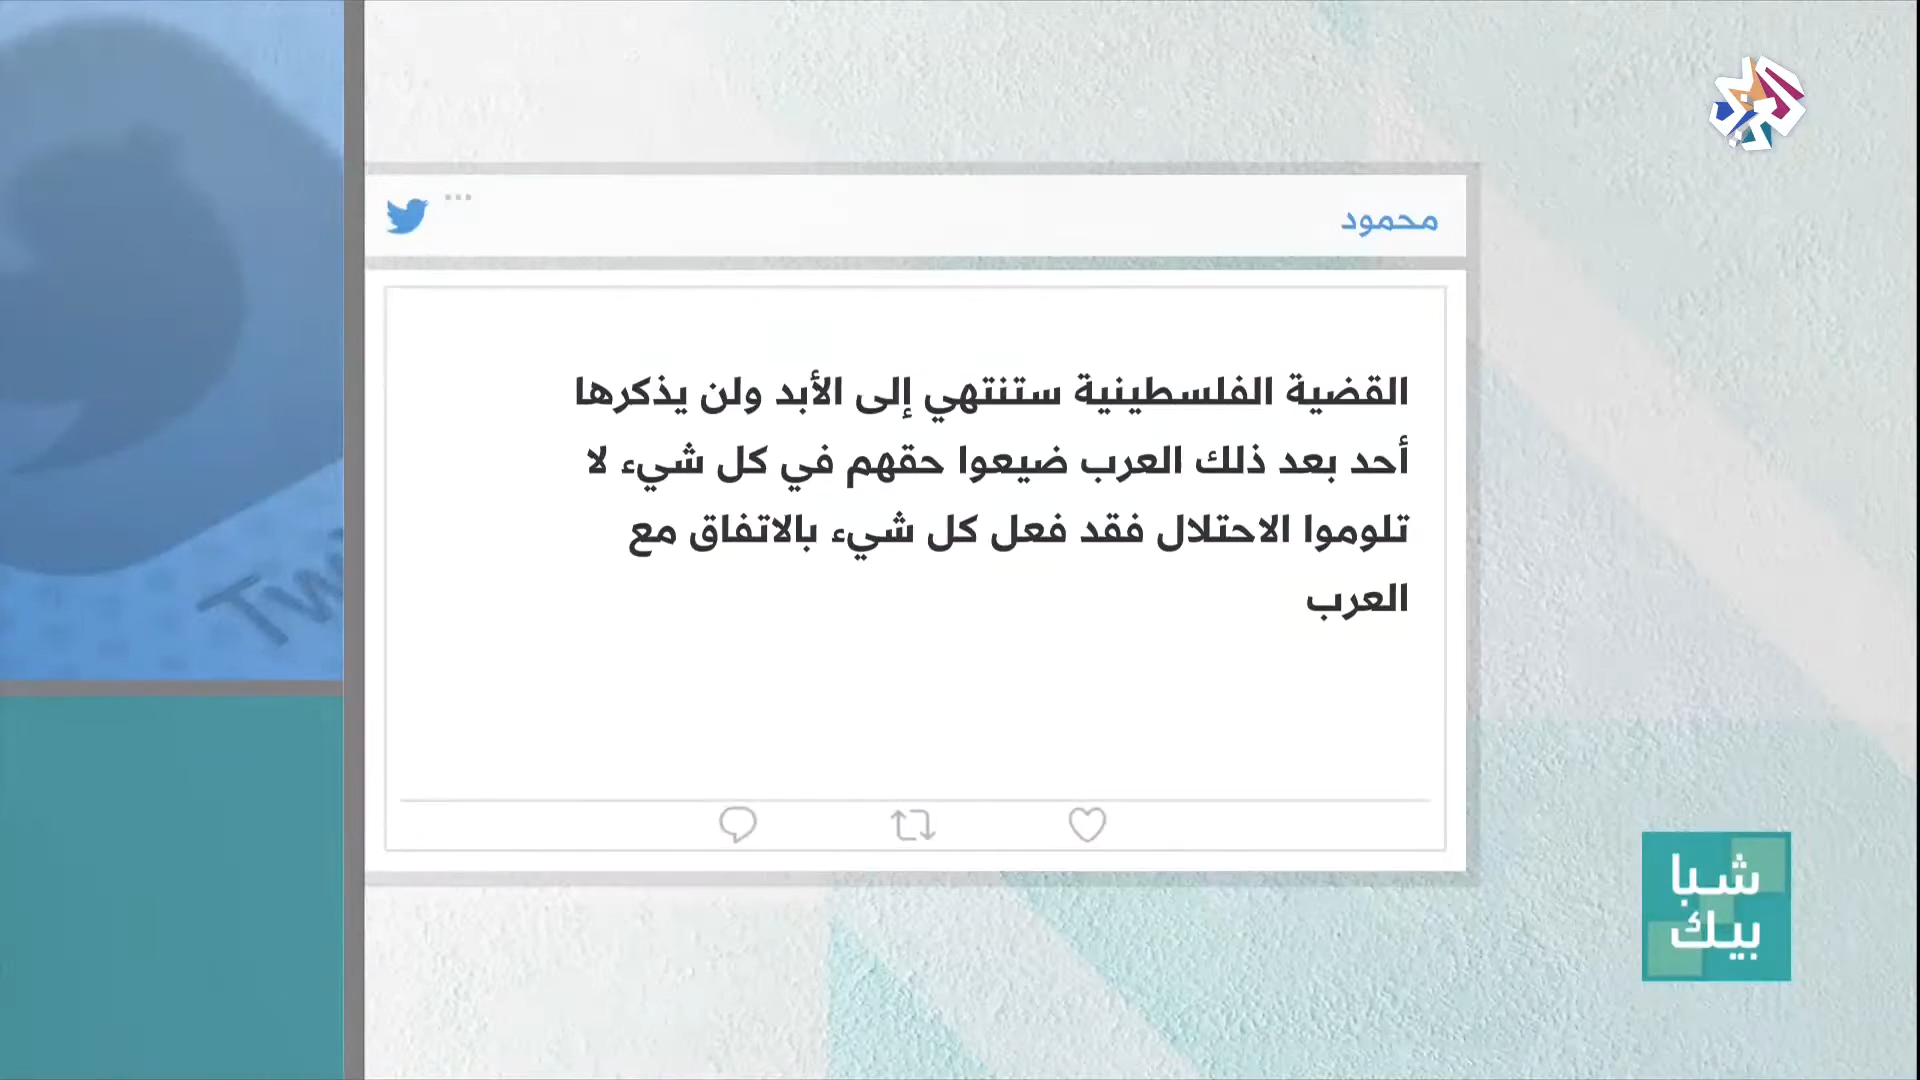 محمود
القضية الفلسطينية ستنتهي إلى الأبد ولن يذكرها
أحد بعد ذلك العرب ضيعوا حقهم في كل شيء لا
تلوموا الاحتلال فقد فعل كل شيء بالاتفاق مع
العرب
شبا
بيك